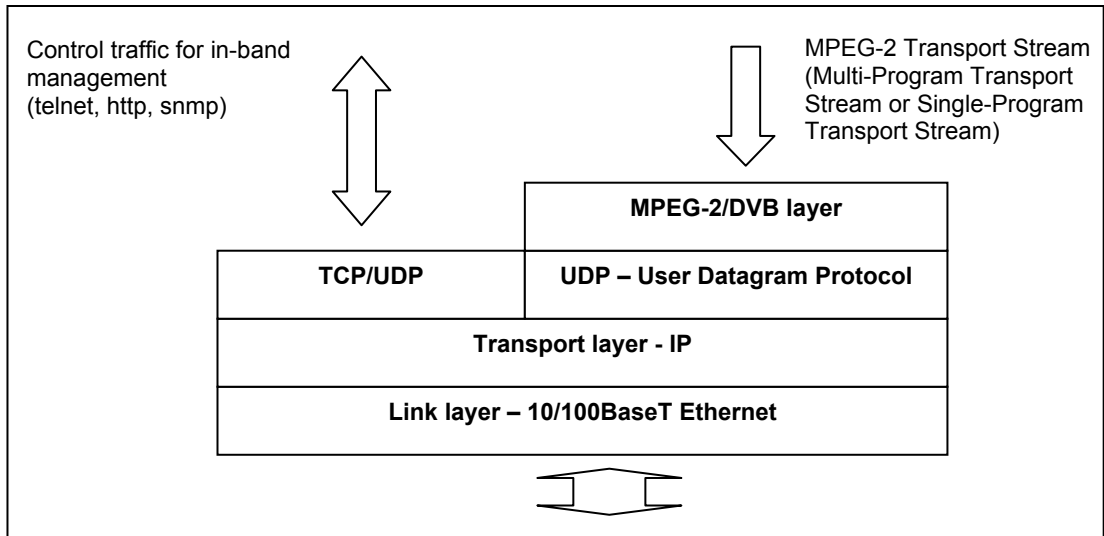 Control traffic for in-band
management
(telnet, http, snmp)
MPEG-2 Transport Stream
(Multi-Program Transport
Stream or Single-Program
Transport Stream)
MPEG-2/DVB layer
TCP/UDP
UDP – User Datagram Protocol
Transport layer - IP
Link layer – 10/100BaseT Ethernet